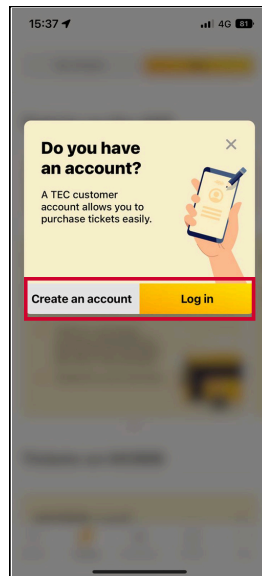 15:37
4G 81
Do you have
an account?
A TEC customer
account allows you to
purchase tickets easily.
Create an account
Log in